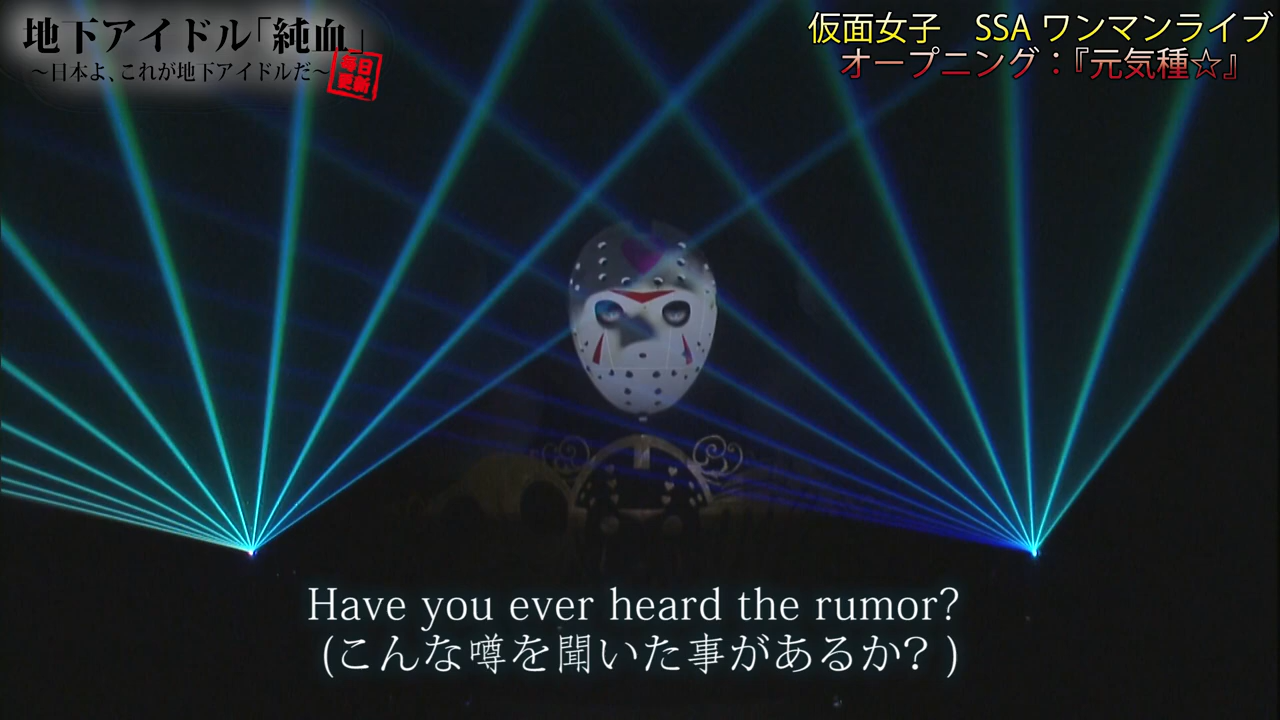 地下アイドル「純血」
～日本よ、これが地下アイドルだ～
毎日
更新
仮面女子　SSA ワンマンライブ
オープニング：『元気種☆』
Have you ever heard the rumor?
(こんな噂を聞いた事があるか？)